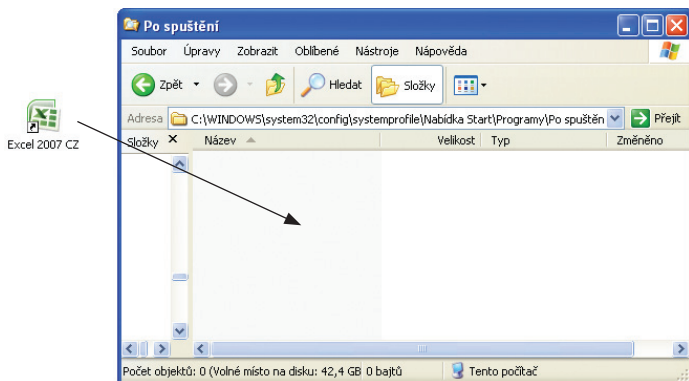 Po spuštění
Soubor Úpravy Zobrazit Oblíbené Nástroje Nápověda
Zpět Hledat Složky
Adresa C:\WINDOWS\system32\config\systemprofile\Nabídka Start\Programy\Po spuštěn Přejít
Excel 2007 CZ
Složky Název Velikost Typ Změněno
Počet objektů: 0 (Volné místo na disku: 42,4 GB 0 bajtů Tento počítač